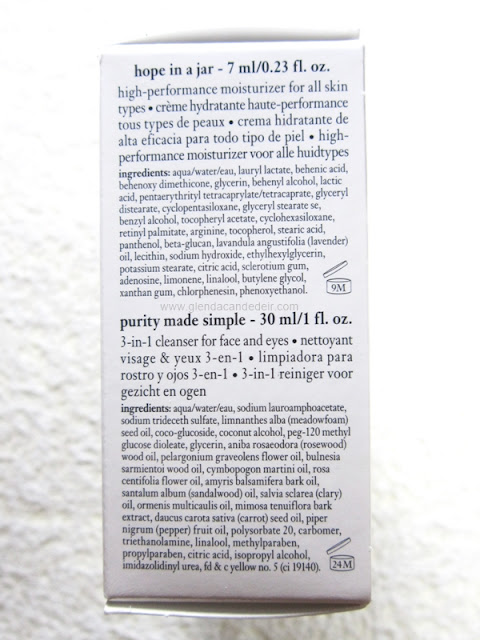 hope in a jar - 7 ml/0.23 fl. oz.
high-performance moisturizer for all skin
types • crème hydratante haute-performance
tous types de peaux • crema hidratante de
alta eficacia para todo tipo de piel • high-
performance moisturizer voor alle huidtypes
ingredients: aqua/water/eau, lauryl lactate, behenic acid,
behenoxy dimethicone, glycerin, behenyl alcohol, lactic
acid, pentaerythrityl tetracaprylate/tetracaprate, glyceryl
distearate, cyclopentasiloxane, glyceryl stearate se,
benzyl alcohol, tocopheryl acetate, cyclohexasiloxane,
retinyl palmitate, arginine, tocopherol, stearic acid,
panthenol, beta-glucan, lavandula angustifolia (lavender)
oil, lecithin, sodium hydroxide, ethylhexylglycerin,
potassium stearate, citric acid, sclerotium gum,
adenosine, limonene, linalool, butylene glycol,
xanthan gum, chlorphenesin, phenoxyethanol.
9M
www.glendacandedeir.com
purity made simple - 30 ml/1 fl. oz.
3-in-1 cleanser for face and eyes • nettoyant
visage & yeux 3-en-1 • limpiadora para
rostro y ojos 3-en-1 • 3-in-1 reiniger voor
gezicht en ogen
ingredients: aqua/water/eau, sodium lauroamphoacetate,
sodium trideceth sulfate, limnanthes alba (meadowfoam)
seed oil, coco-glucoside, coconut alcohol, peg-120 methyl
glucose dioleate, glycerin, aniba rosaeodora (rosewood)
wood oil, pelargonium graveolens flower oil, bulnesia
sarmientoi wood oil, cymbopogon martini oil, rosa
centifolia flower oil, amyris balsamifera bark oil,
santalum album (sandalwood) oil, salvia sclarea (clary)
oil, ormenis multicaulis oil, mimosa tenuiflora bark
extract, daucus carota sativa (carrot) seed oil, piper
nigrum (pepper) fruit oil, polysorbate 20, carbomer,
triethanolamine, linalool, methylparaben,
propylparaben, citric acid, isopropyl alcohol,
imidazolidinyl urea, fd & c yellow no. 5 (ci 19140).
24M